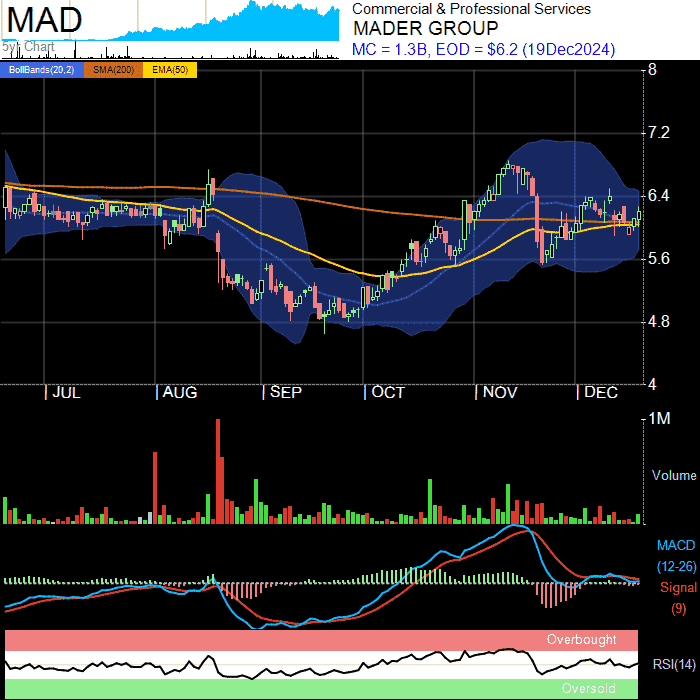 MAD
5yr Chart
Commercial & Professional Services
MADER GROUP
MC = 1.3B, EOD = $6.2 (19Dec2024)
BollBands(20,2) SMA(200) EMA(50)
8
7.2
6.4
5.6
4.8
4
| JUL | AUG | SEP | OCT | NOV | DEC
1M
Volume
MACD
(12-26)
Signal
(9)
Overbought
RSI(14)
Oversold